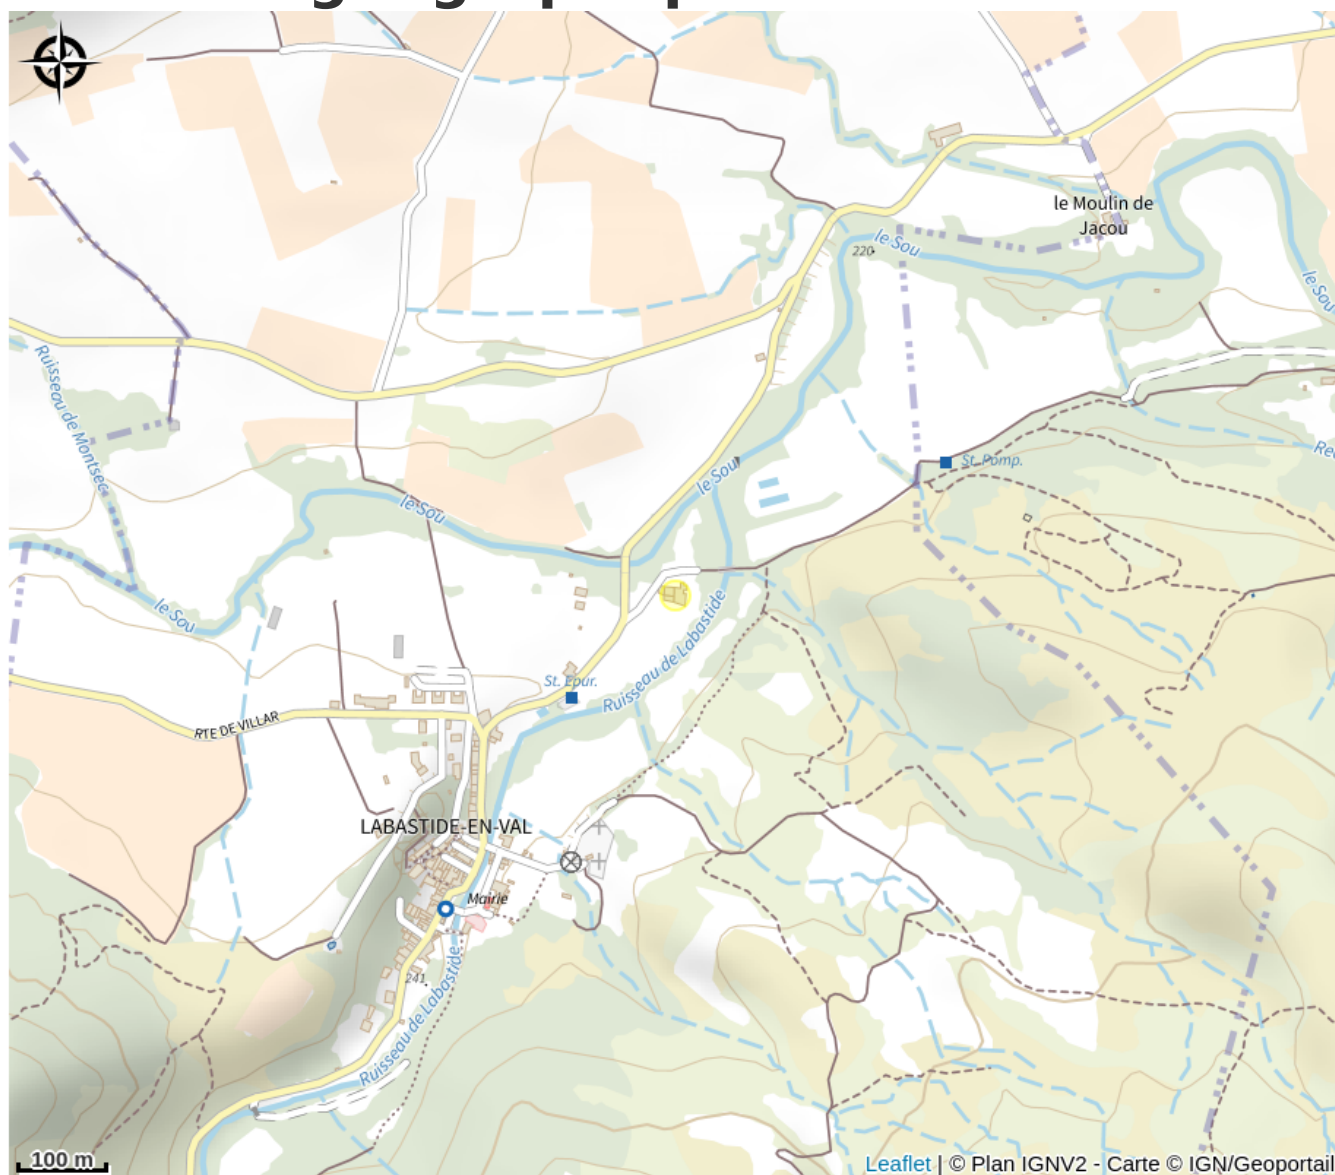 le Moulin de
Jacou
le Sou
220
le Sou
Ruisseau de Montsec
le Sou
le Sou
St. Pomp.
le Sou
Ruisseau de Labastide
St. Epur.
RTE DE VILLAR
LABASTIDE-EN-VAL
Mairie
241
Ruisseau de Labastide
100 m
Leaflet | © Plan IGNV2 - Carte © IGN/Geoportail